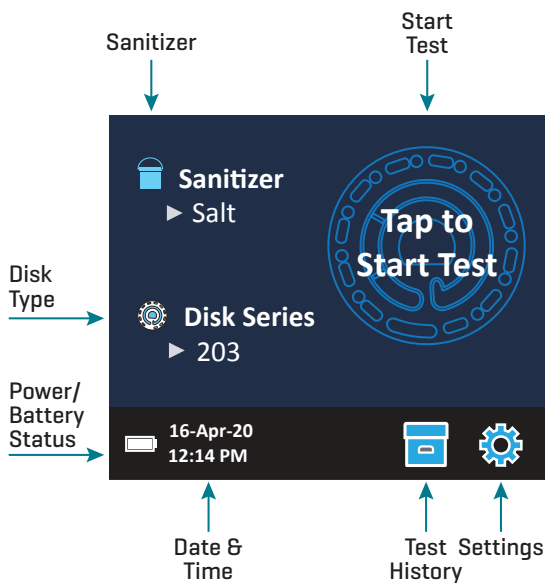 Sanitizer
Start
Test
Sanitizer
▶ Salt
Tap to
Start Test
Disk
Type
Disk Series
▶ 203
Power/
Battery
Status
16-Apr-20
12:14 PM
Date &
Time
Test
History
Settings